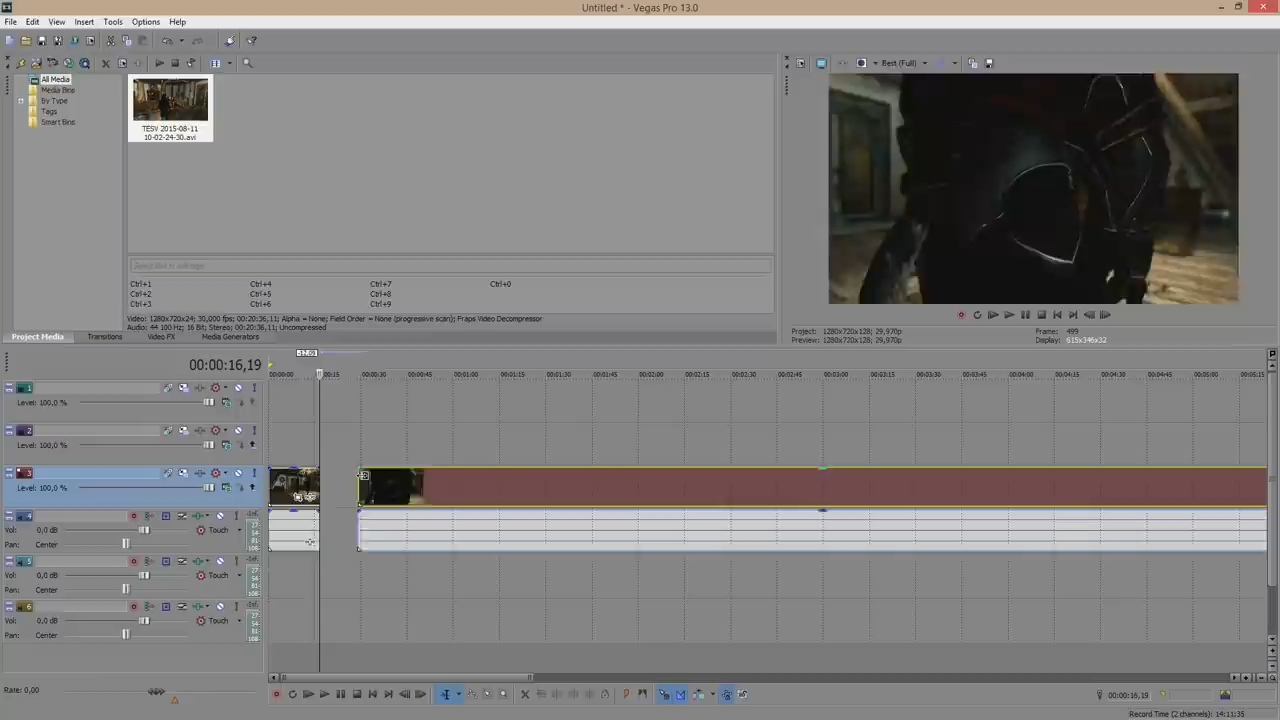 Untitled * - Vegas Pro 13.0
File Edit View Insert Tools Options Help
All Media
Media Bins
By Type
Tags
Smart Bins
TESV 2015-08-11
10-02-24-30.avi
Best (Full)
Ctrl+1 Ctrl+4 Ctrl+7 Ctrl+0
Ctrl+2 Ctrl+5 Ctrl+8
Ctrl+3 Ctrl+6 Ctrl+9
Video: 1280x720x24; 30,000 fps; 00:20:36,11; Alpha = None; Field Order = None (progressive scan); Fraps Video Decompressor
Audio: 44 100 Hz; 16 Bit; Stereo; 00:20:36,11; Uncompressed
Project Media Transitions Video FX Media Generators
Project: 1280x720x128; 29,970p Frame: 499
Preview: 1280x720x128; 29,970p Display: 615x346x32
00:00:16,19
00:00:00 00:00:15 00:00:30 00:00:45 00:01:00 00:01:15 00:01:30 00:01:45 00:02:00 00:02:15 00:02:30 00:02:45 00:03:00 00:03:15 00:03:30 00:03:45 00:04:00 00:04:15 00:04:30 00:04:45 00:05:00 00:05:15
1
Level: 100,0 %
2
Level: 100,0 %
3
Level: 100,0 %
4
Vol: 0,0 dB Touch
Pan: Center
5
Vol: 0,0 dB Touch
Pan: Center
6
Vol: 0,0 dB Touch
Pan: Center
Rate: 0,00
00:00:16,19
Record Time (2 channels): 14:11:35